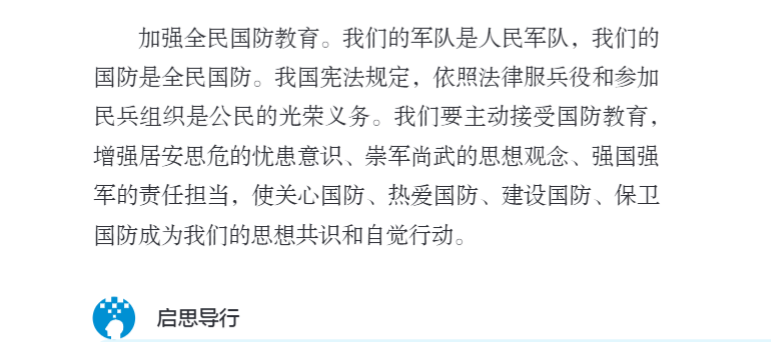 加强全民国防教育。我们的军队是人民军队，我们的
国防是全民国防。我国宪法规定，依照法律服兵役和参加
民兵组织是公民的光荣义务。我们要主动接受国防教育，
增强居安思危的忧患意识、崇军尚武的思想观念、强国强
军的责任担当，使关心国防、热爱国防、建设国防、保卫
国防成为我们的思想共识和自觉行动。
启思导行